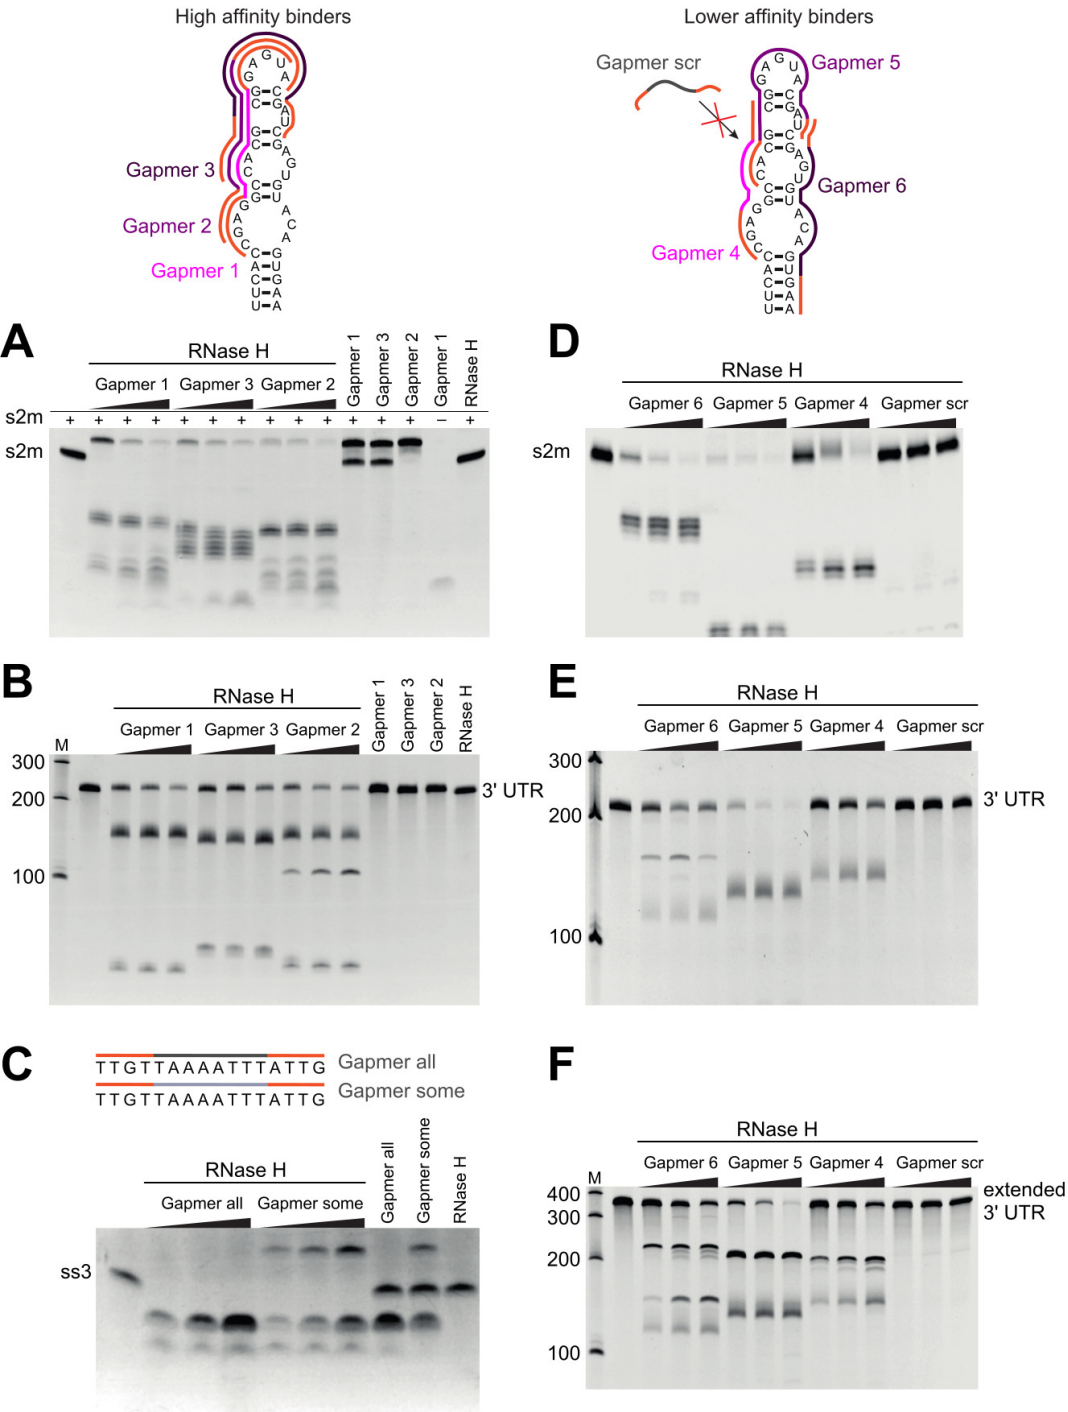 High affinity binders
Lower affinity binders
Gapmer scr
Gapmer 5
Gapmer 3
Gapmer 6
Gapmer 2
Gapmer 4
Gapmer 1
A
RNase H
Gapmer 1 Gapmer 3 Gapmer 2
Gapmer 1
Gapmer 3
Gapmer 2
Gapmer 1
RNase H
s2m + + + + + + + + + + + + + − +
s2m
D
RNase H
Gapmer 6 Gapmer 5 Gapmer 4 Gapmer scr
s2m
B
RNase H
Gapmer 1 Gapmer 3 Gapmer 2
Gapmer 1
Gapmer 3
Gapmer 2
RNase H
M
300
200
100
3' UTR
E
RNase H
Gapmer 6 Gapmer 5 Gapmer 4 Gapmer scr
300
200
100
3' UTR
C
TTGTTAAAATTTATTG Gapmer all
TTGTTAAAATTTATTG Gapmer some
RNase H
Gapmer all Gapmer some
Gapmer all
Gapmer some
RNase H
ss3
F
RNase H
Gapmer 6 Gapmer 5 Gapmer 4 Gapmer scr
M
400
300
200
100
extended
3' UTR